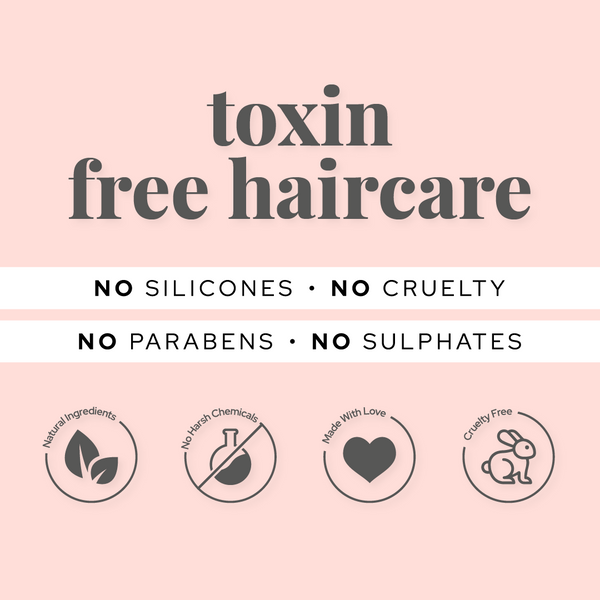 toxin
free haircare
NO SILICONES • NO CRUELTY
NO PARABENS • NO SULPHATES
Natural Ingredients
No Harsh Chemicals
Made With Love
Cruelty Free